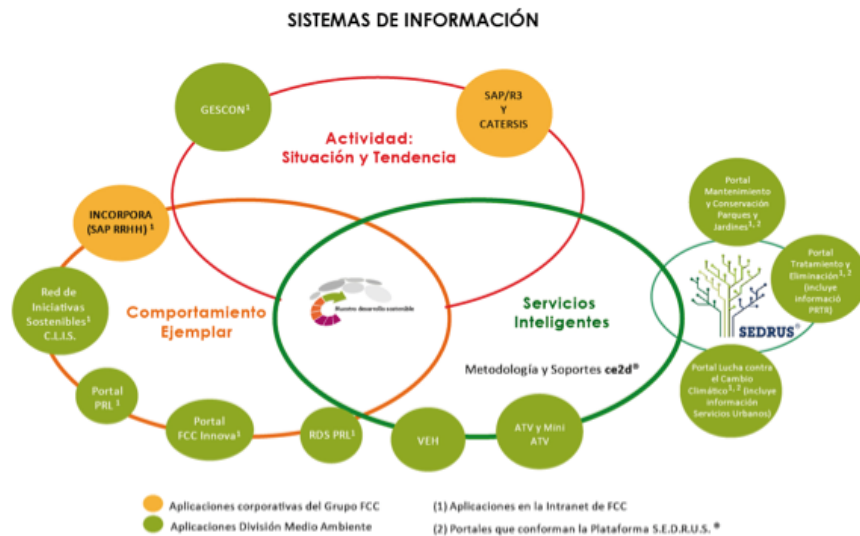 SISTEMAS DE INFORMACIÓN
GESCON¹
SAP/R3
Y
CATERSIS
Actividad:
Situación y Tendencia
INCORPORA
(SAP RRHH) ¹
Red de
Iniciativas
Sostenibles¹
C.L.I.S.
Comportamiento
Ejemplar
Nuestro desarrollo sostenible
Servicios
Inteligentes
Metodología y Soportes ce2d®
Portal
PRL ¹
Portal
FCC Innova¹
RDS PRL¹
VEH
ATV y Mini
ATV
Portal
Mantenimiento
y Conservación
Parques y
Jardines¹, ²
Portal
Tratamiento y
Eliminación¹, ²
(incluye
informació
PRTR)
SEDRUS®
Portal Lucha contra
el Cambio
Climático¹, ² (incluye
información
Servicios Urbanos)
Aplicaciones corporativas del Grupo FCC
(1) Aplicaciones en la Intranet de FCC
Aplicaciones División Medio Ambiente
(2) Portales que conforman la Plataforma S.E.D.R.U.S. ®